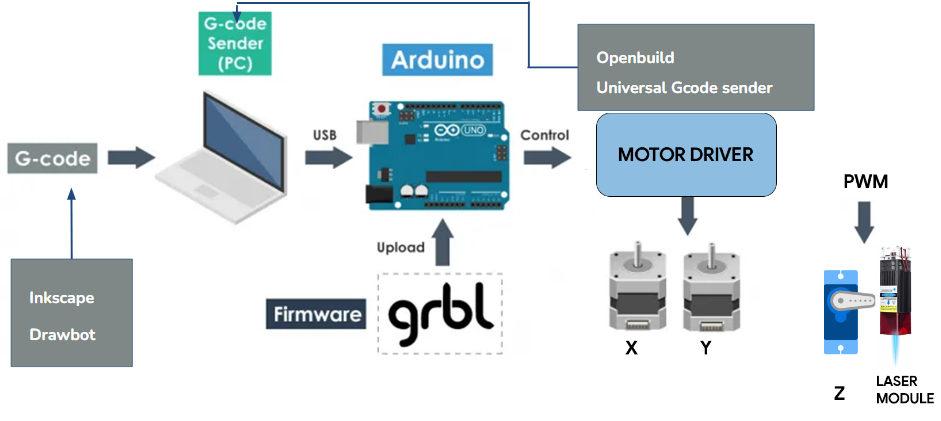 G-code
Sender
(PC)
Openbuild
Universal Gcode sender
Arduino
UNO
USB
Control
G-code
MOTOR DRIVER
PWM
Upload
Inkscape
Drawbot
Firmware
grbl
X
Y
Z
LASER
MODULE